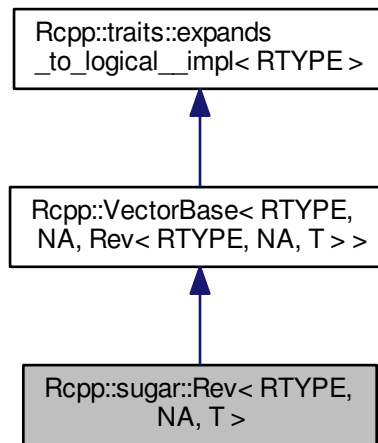 Rcpp::traits::expands
_to_logical__impl< RTYPE >
Rcpp::VectorBase< RTYPE,
NA, Rev< RTYPE, NA, T > >
Rcpp::sugar::Rev< RTYPE,
NA, T >